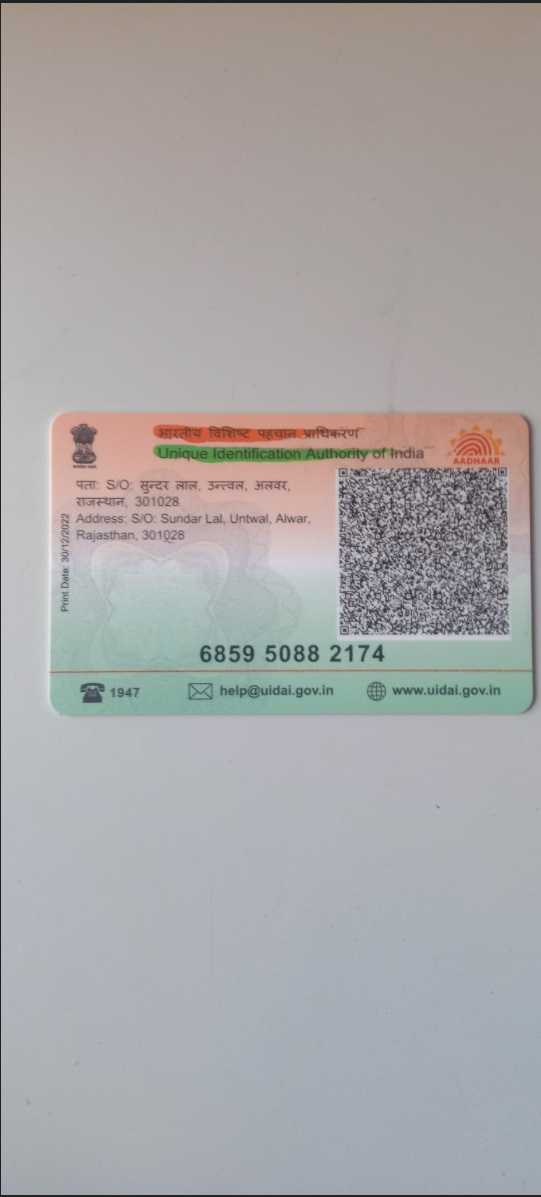 भारतीय विशिष्ट पहचान प्राधिकरण
Unique Identification Authority of India
AADHAAR
पता: S/O: सुन्दर लाल, उन्त्वल, अलवर,
राजस्थान, 301028
Address: S/O: Sundar Lal, Untwal, Alwar,
Rajasthan, 301028
Print Date: 30/12/2022
6859 5088 2174
1947
help@uidai.gov.in
www.uidai.gov.in